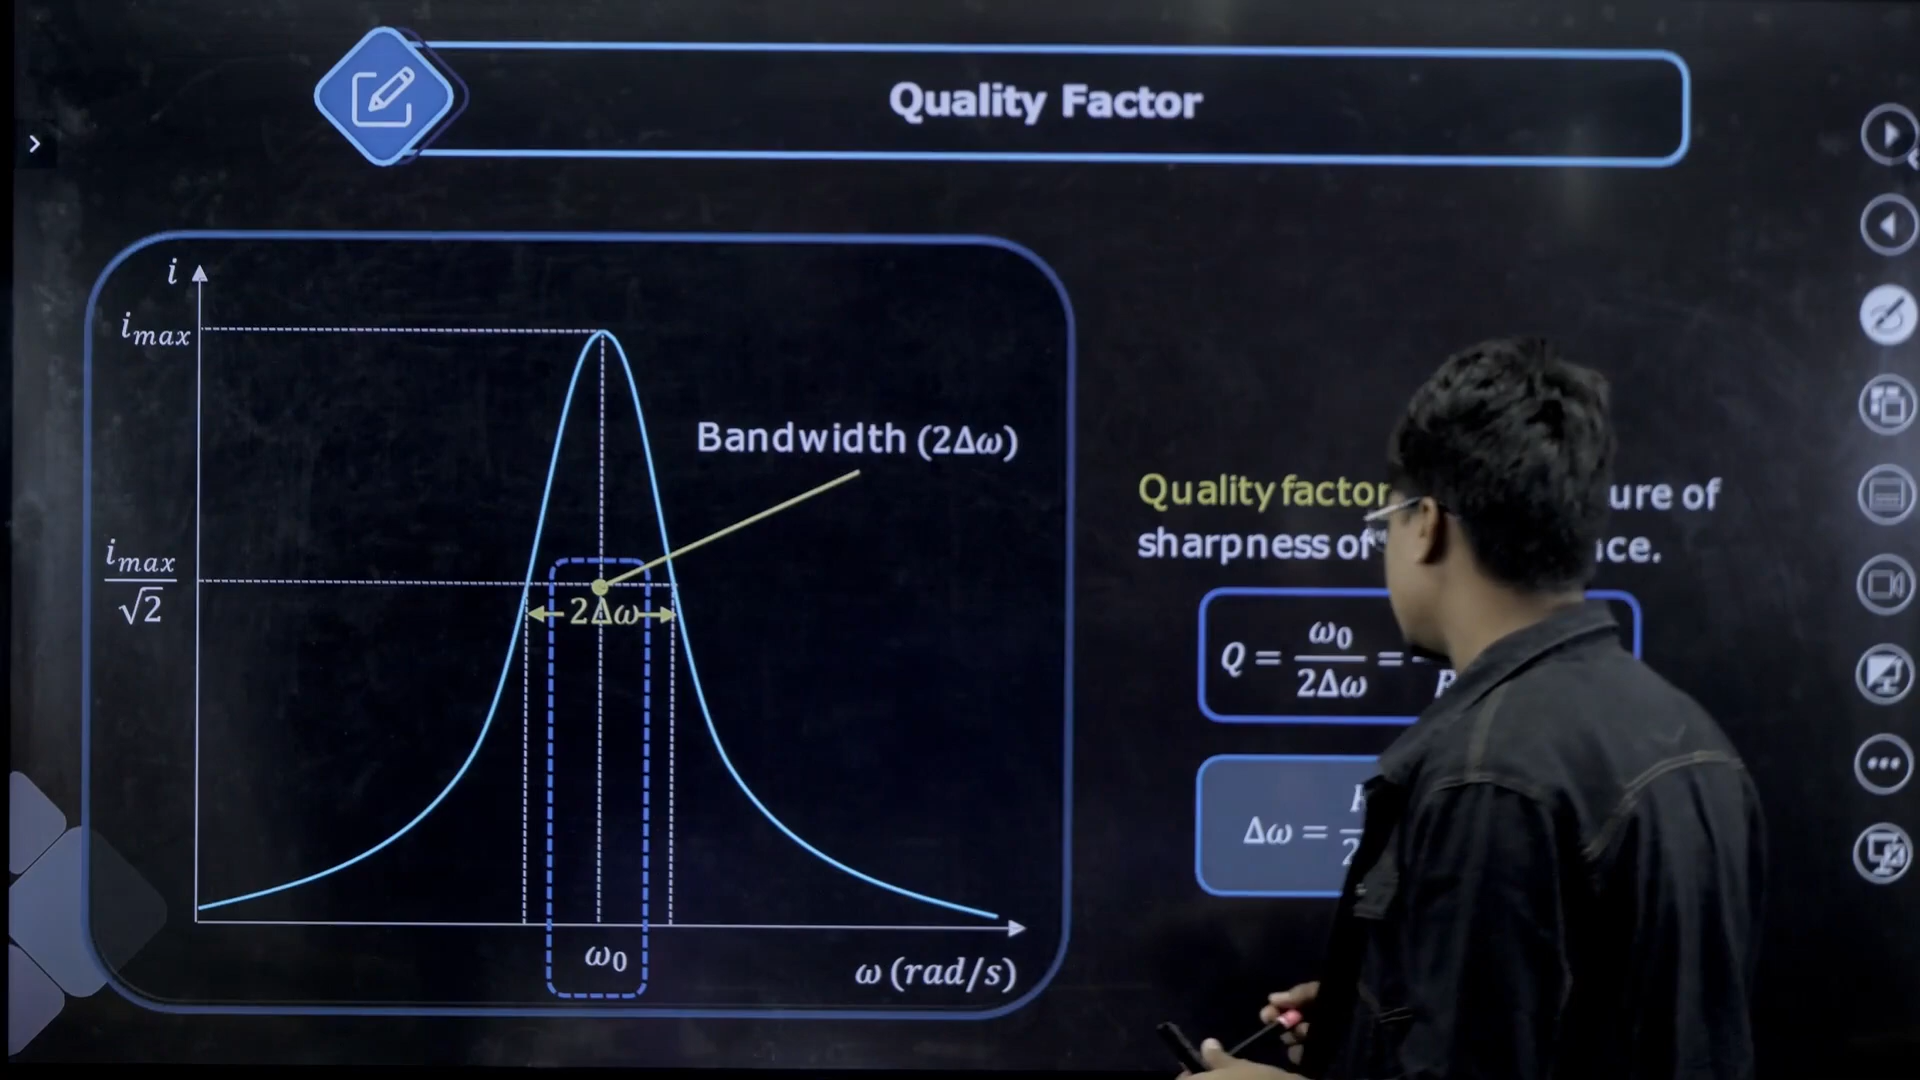 Quality Factor
i
i_max
Bandwidth (2Δω)
i_max/√2
2Δω
ω₀
ω (rad/s)
Quality factor ure of
sharpness of ce.
Q = ω₀/2Δω =
Δω =